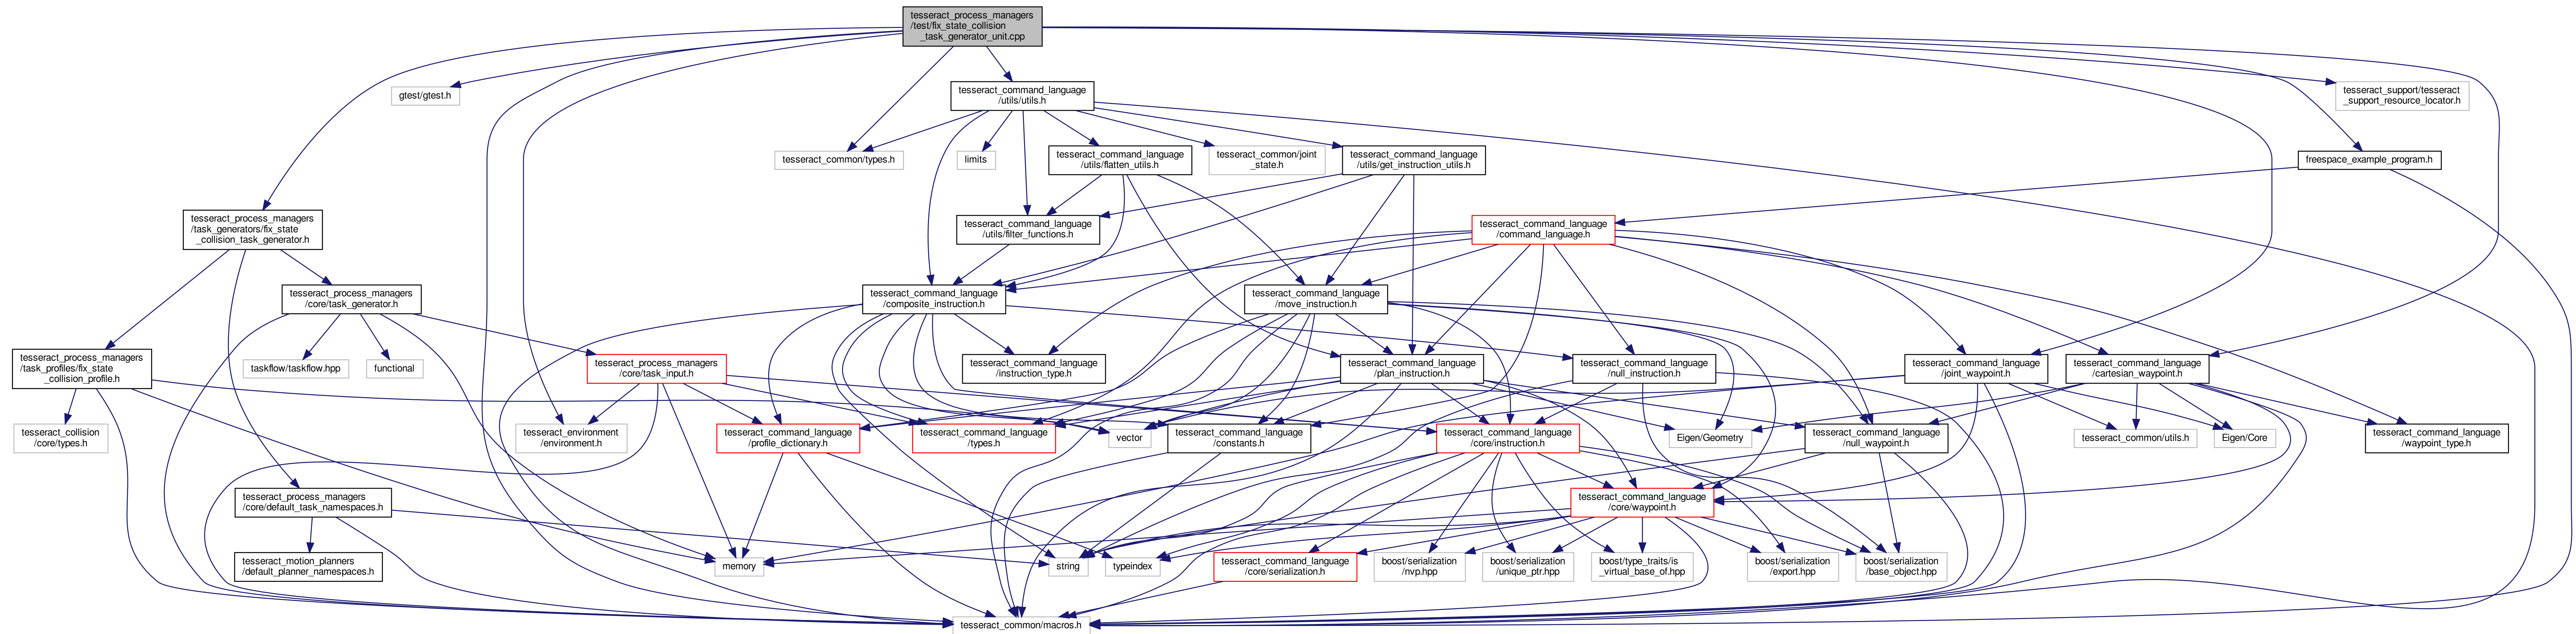 tesseract_process_managers
/test/fix_state_collision
_task_generator_unit.cpp
gtest/gtest.h
tesseract_command_language
/utils/utils.h
tesseract_support/tesseract
_support_resource_locator.h
tesseract_common/types.h
limits
tesseract_command_language
/utils/flatten_utils.h
tesseract_common/joint
_state.h
tesseract_command_language
/utils/get_instruction_utils.h
freespace_example_program.h
tesseract_process_managers
/task_generators/fix_state
_collision_task_generator.h
tesseract_command_language
/utils/filter_functions.h
tesseract_command_language
/command_language.h
tesseract_process_managers
/core/task_generator.h
tesseract_command_language
/composite_instruction.h
tesseract_command_language
/move_instruction.h
tesseract_process_managers
/task_profiles/fix_state
_collision_profile.h
taskflow/taskflow.hpp
functional
tesseract_process_managers
/core/task_input.h
tesseract_command_language
/instruction_type.h
tesseract_command_language
/plan_instruction.h
tesseract_command_language
/null_instruction.h
tesseract_command_language
/joint_waypoint.h
tesseract_command_language
/cartesian_waypoint.h
tesseract_collision
/core/types.h
tesseract_environment
/environment.h
tesseract_command_language
/profile_dictionary.h
tesseract_command_language
/types.h
vector
tesseract_command_language
/constants.h
tesseract_command_language
/core/instruction.h
Eigen/Geometry
tesseract_command_language
/null_waypoint.h
tesseract_common/utils.h
Eigen/Core
tesseract_command_language
/waypoint_type.h
tesseract_process_managers
/core/default_task_namespaces.h
tesseract_command_language
/core/waypoint.h
tesseract_motion_planners
/default_planner_namespaces.h
memory
string
typeindex
tesseract_command_language
/core/serialization.h
boost/serialization
/nvp.hpp
boost/serialization
/unique_ptr.hpp
boost/type_traits/is
_virtual_base_of.hpp
boost/serialization
/export.hpp
boost/serialization
/base_object.hpp
tesseract_common/macros.h